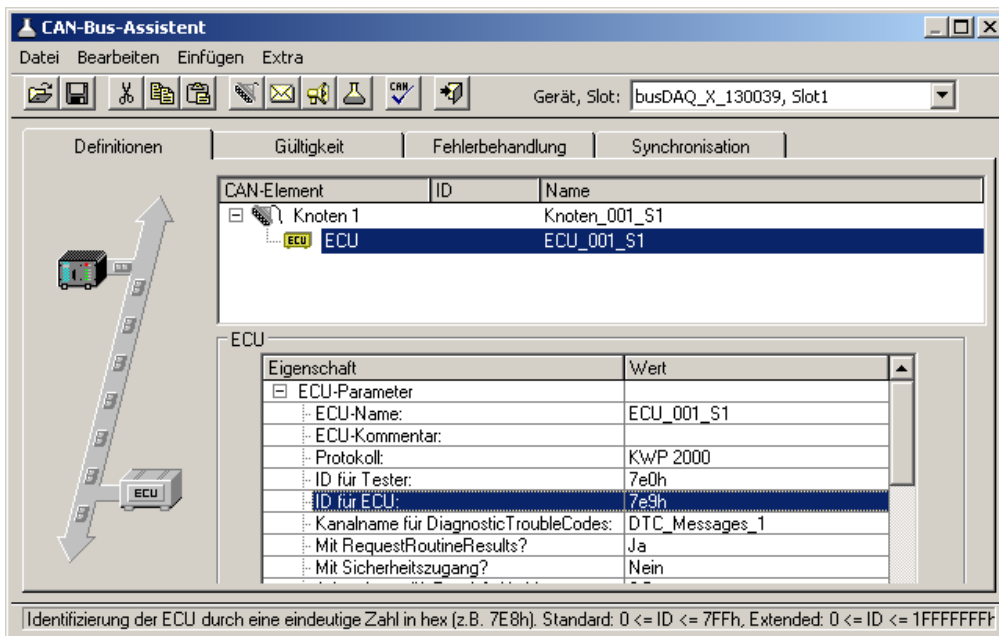 CAN-Bus-Assistent
Datei Bearbeiten Einfügen Extra
CAN Gerät, Slot: busDAQ_X_130039, Slot1
Definitionen Gültigkeit Fehlerbehandlung Synchronisation
CAN-Element ID Name
Knoten 1 Knoten_001_S1
ECU ECU ECU_001_S1
ECU
Eigenschaft Wert
ECU-Parameter
ECU-Name: ECU_001_S1
ECU-Kommentar:
Protokoll: KWP 2000
ID für Tester: 7e0h
ID für ECU: 7e9h
Kanalname für DiagnosticTroubleCodes: DTC_Messages_1
Mit RequestRoutineResults? Ja
Mit Sicherheitszugang? Nein
ECU
Identifizierung der ECU durch eine eindeutige Zahl in hex (z.B. 7E8h). Standard: 0 <= ID <= 7FFh, Extended: 0 <= ID <= 1FFFFFFFh